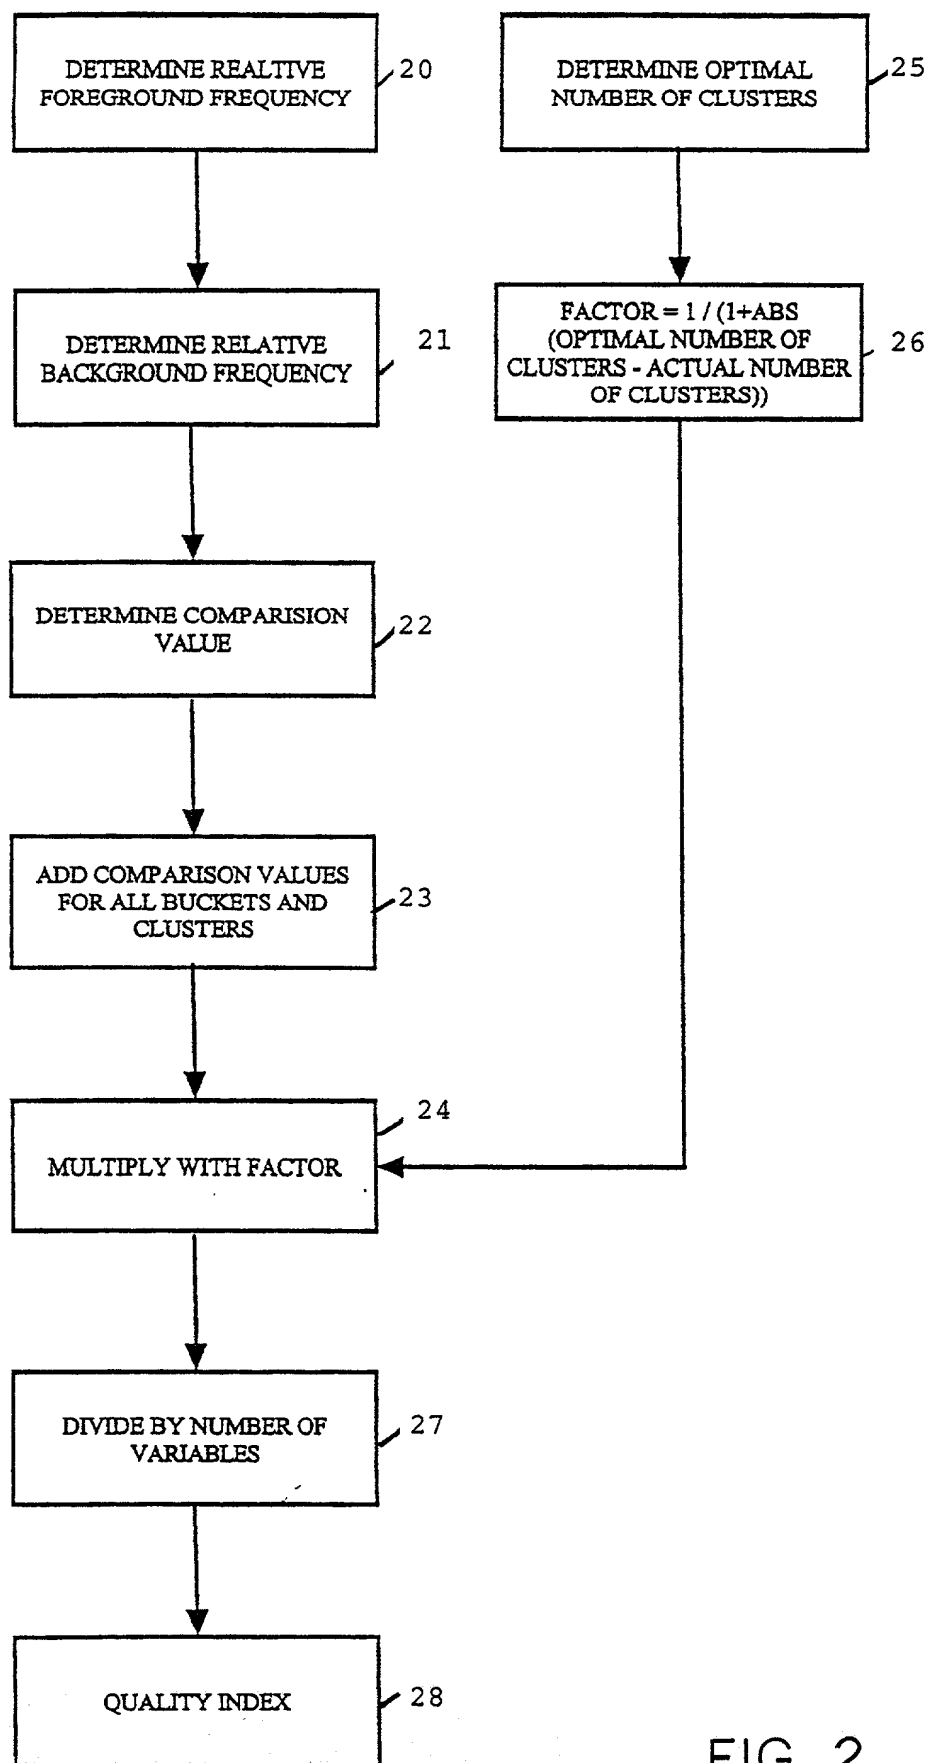 DETERMINE REALTIVE
FOREGROUND FREQUENCY
20
DETERMINE OPTIMAL
NUMBER OF CLUSTERS
25
DETERMINE RELATIVE
BACKGROUND FREQUENCY
21
FACTOR = 1 / (1+ABS
(OPTIMAL NUMBER OF
CLUSTERS - ACTUAL NUMBER
OF CLUSTERS))
26
DETERMINE COMPARISION
VALUE
22
ADD COMPARISON VALUES
FOR ALL BUCKETS AND
CLUSTERS
23
MULTIPLY WITH FACTOR
24
DIVIDE BY NUMBER OF
VARIABLES
27
QUALITY INDEX
28
FIG. 2